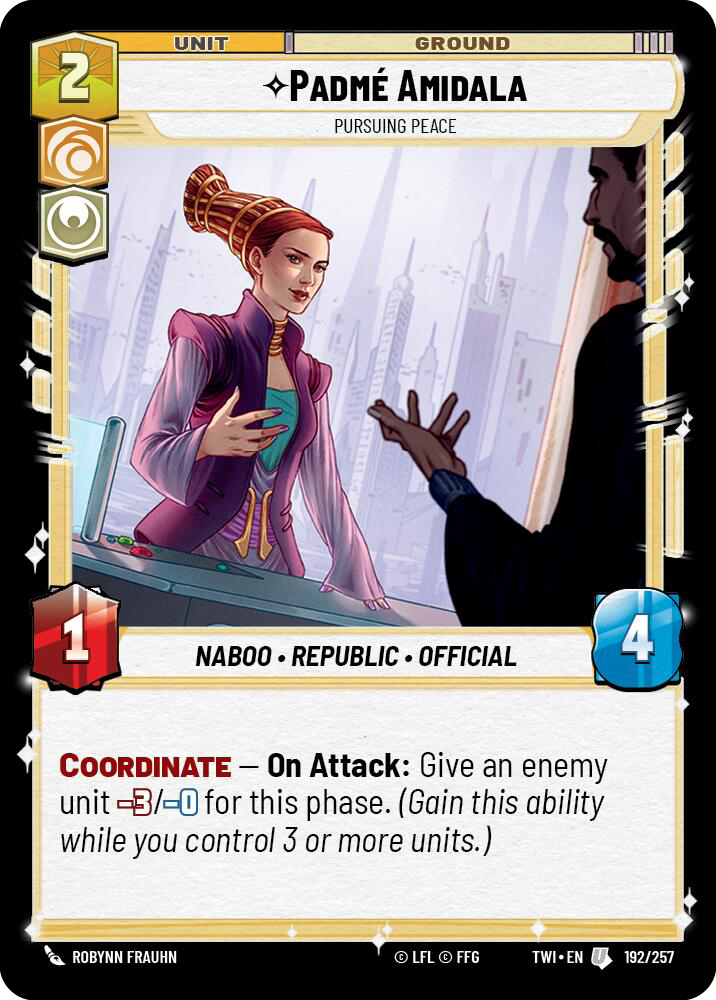 UNIT
GROUND
2
✧PADMÉ AMIDALA
PURSUING PEACE
1
4
NABOO • REPUBLIC • OFFICIAL
COORDINATE – On Attack: Give an enemy
unit -3/-0 for this phase. (Gain this ability
while you control 3 or more units.)
ROBYNN FRAUHN
© LFL © FFG
TWI • EN
U
192/257